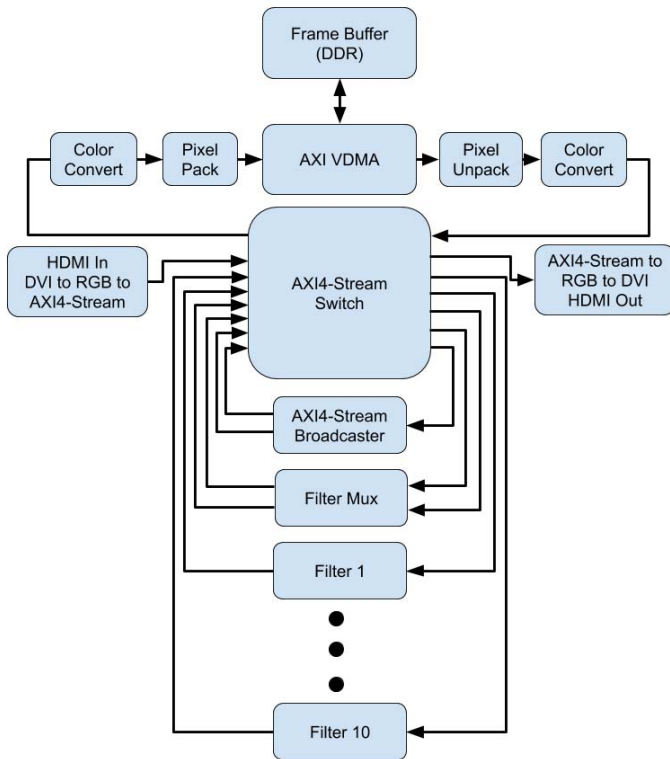 Frame Buffer
(DDR)
Color
Convert
Pixel
Pack
AXI VDMA
Pixel
Unpack
Color
Convert
HDMI In
DVI to RGB to
AXI4-Stream
AXI4-Stream
Switch
AXI4-Stream to
RGB to DVI
HDMI Out
AXI4-Stream
Broadcaster
Filter Mux
Filter 1
Filter 10